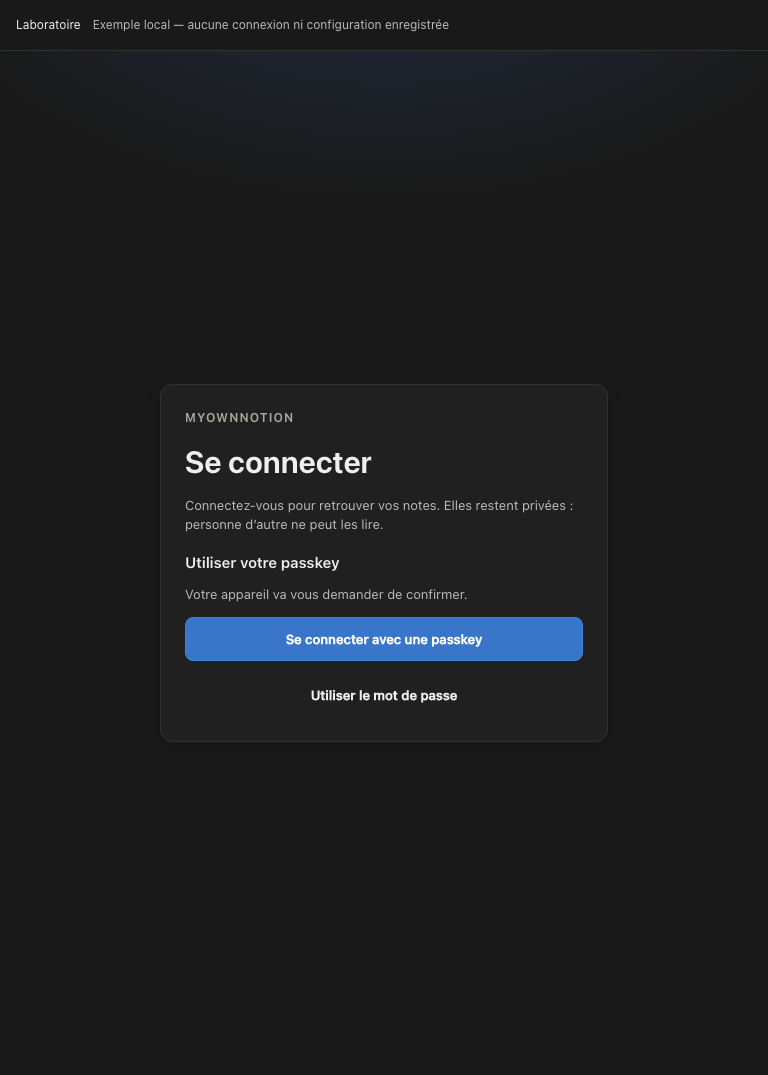 Laboratoire Exemple local — aucune connexion ni configuration enregistrée
MYOWNNOTION
Se connecter
Connectez-vous pour retrouver vos notes. Elles restent privées :
personne d’autre ne peut les lire.
Utiliser votre passkey
Votre appareil va vous demander de confirmer.
Se connecter avec une passkey
Utiliser le mot de passe